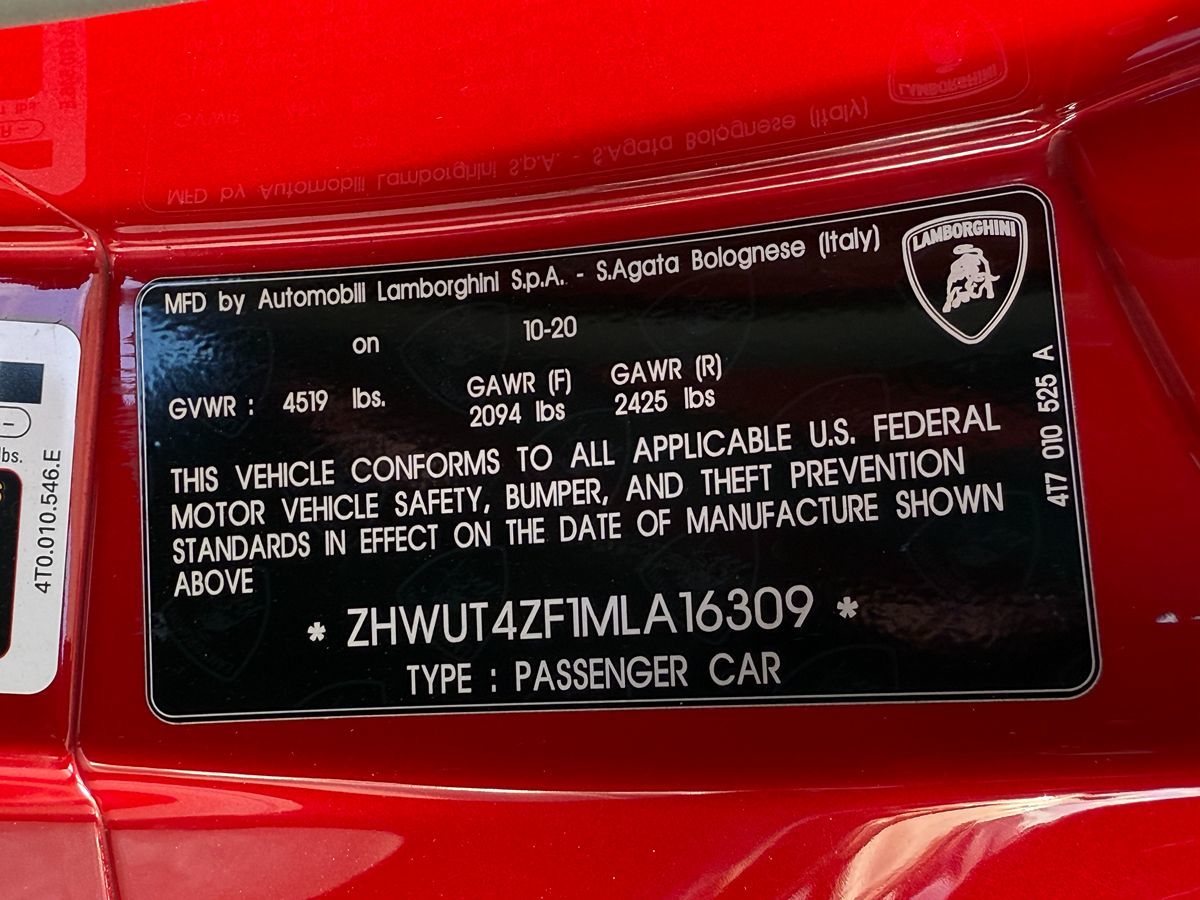 MFD by Automobili Lamborghini S.p.A. - S.Agata Bolognese (Italy)
LAMBORGHINI
on 10-20
GVWR : 4519 lbs. GAWR (F) GAWR (R)
2094 lbs 2425 lbs
THIS VEHICLE CONFORMS TO ALL APPLICABLE U.S. FEDERAL
MOTOR VEHICLE SAFETY, BUMPER, AND THEFT PREVENTION
STANDARDS IN EFFECT ON THE DATE OF MANUFACTURE SHOWN
ABOVE
* ZHWUT4ZF1MLA16309 *
TYPE : PASSENGER CAR
417 010 525 A
lbs.
4T0.010.546.E